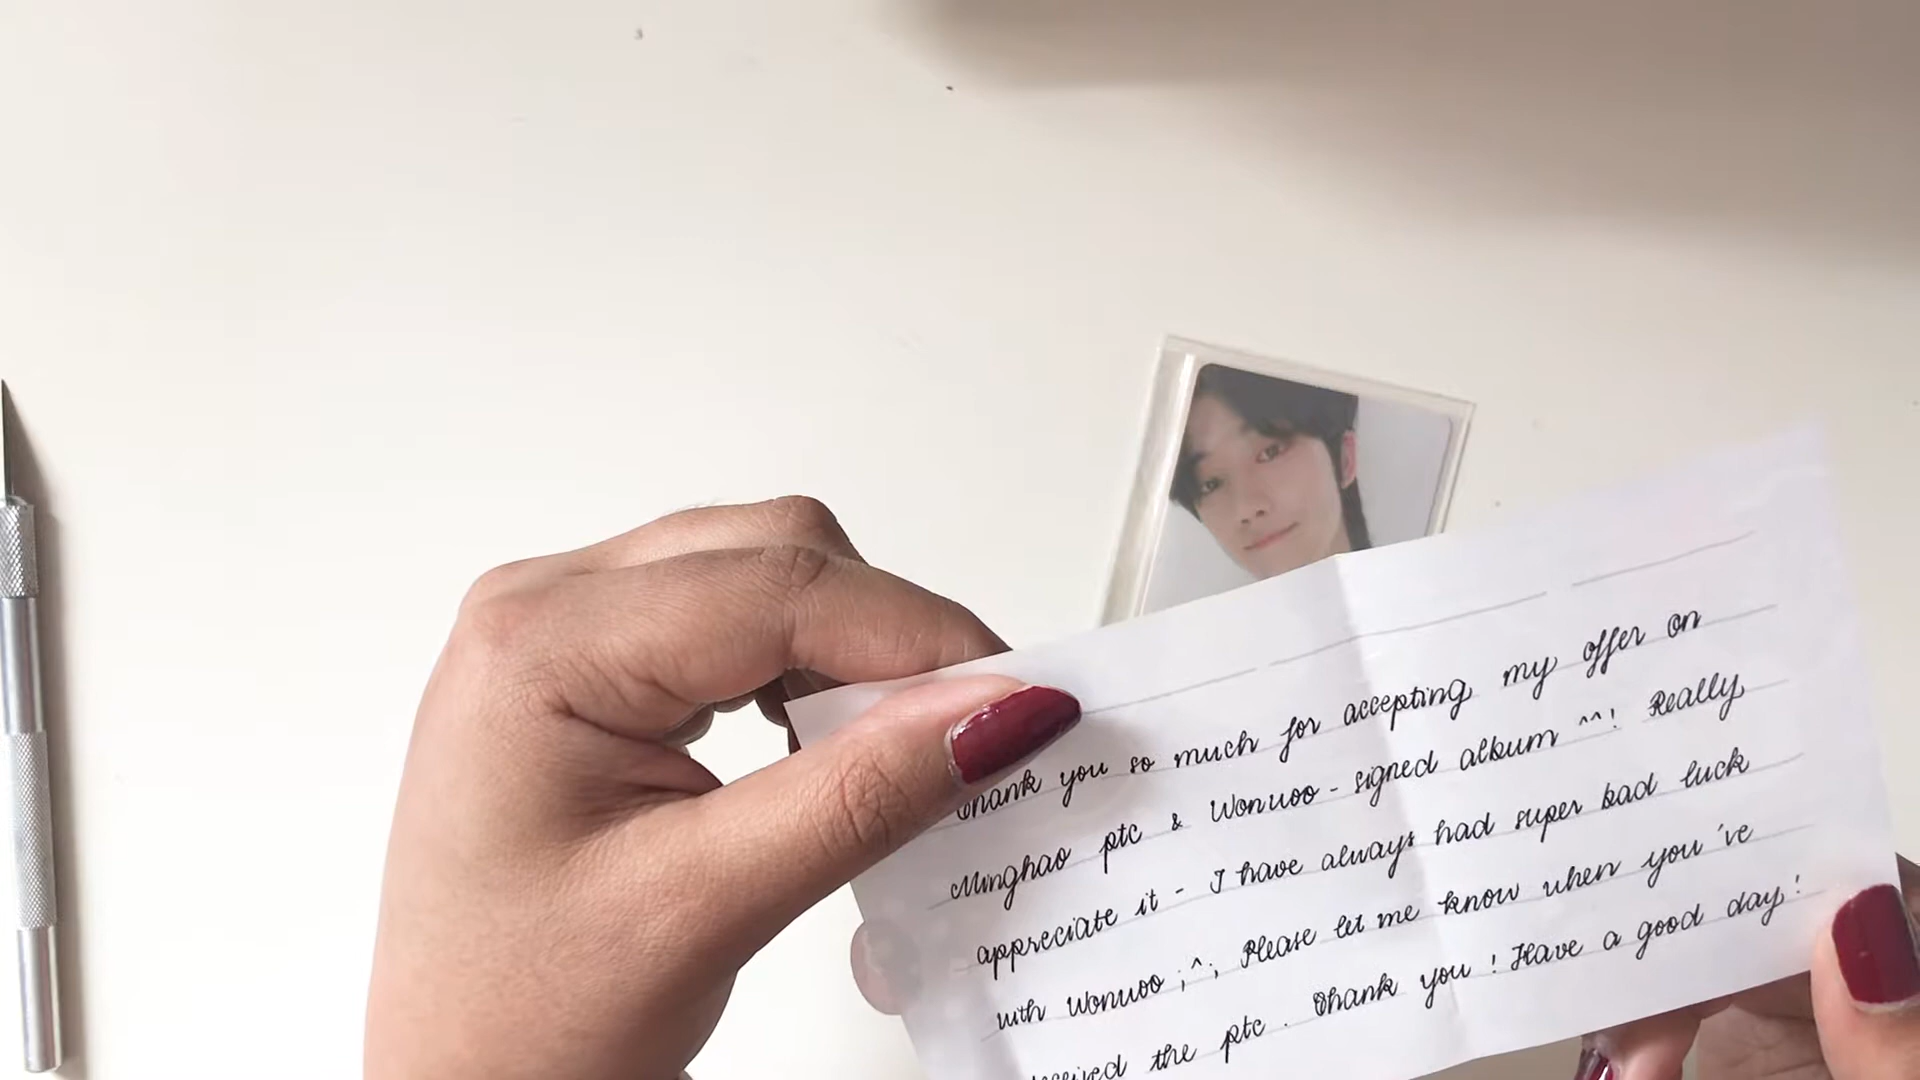 Thank you so much for accepting my offer on
Minghao ptc & Wonwoo - signed album ^^! Really
appreciate it - I have always had super bad luck
with Wonwoo ;^; Please let me know when you've
received the ptc. Thank you! Have a good day!